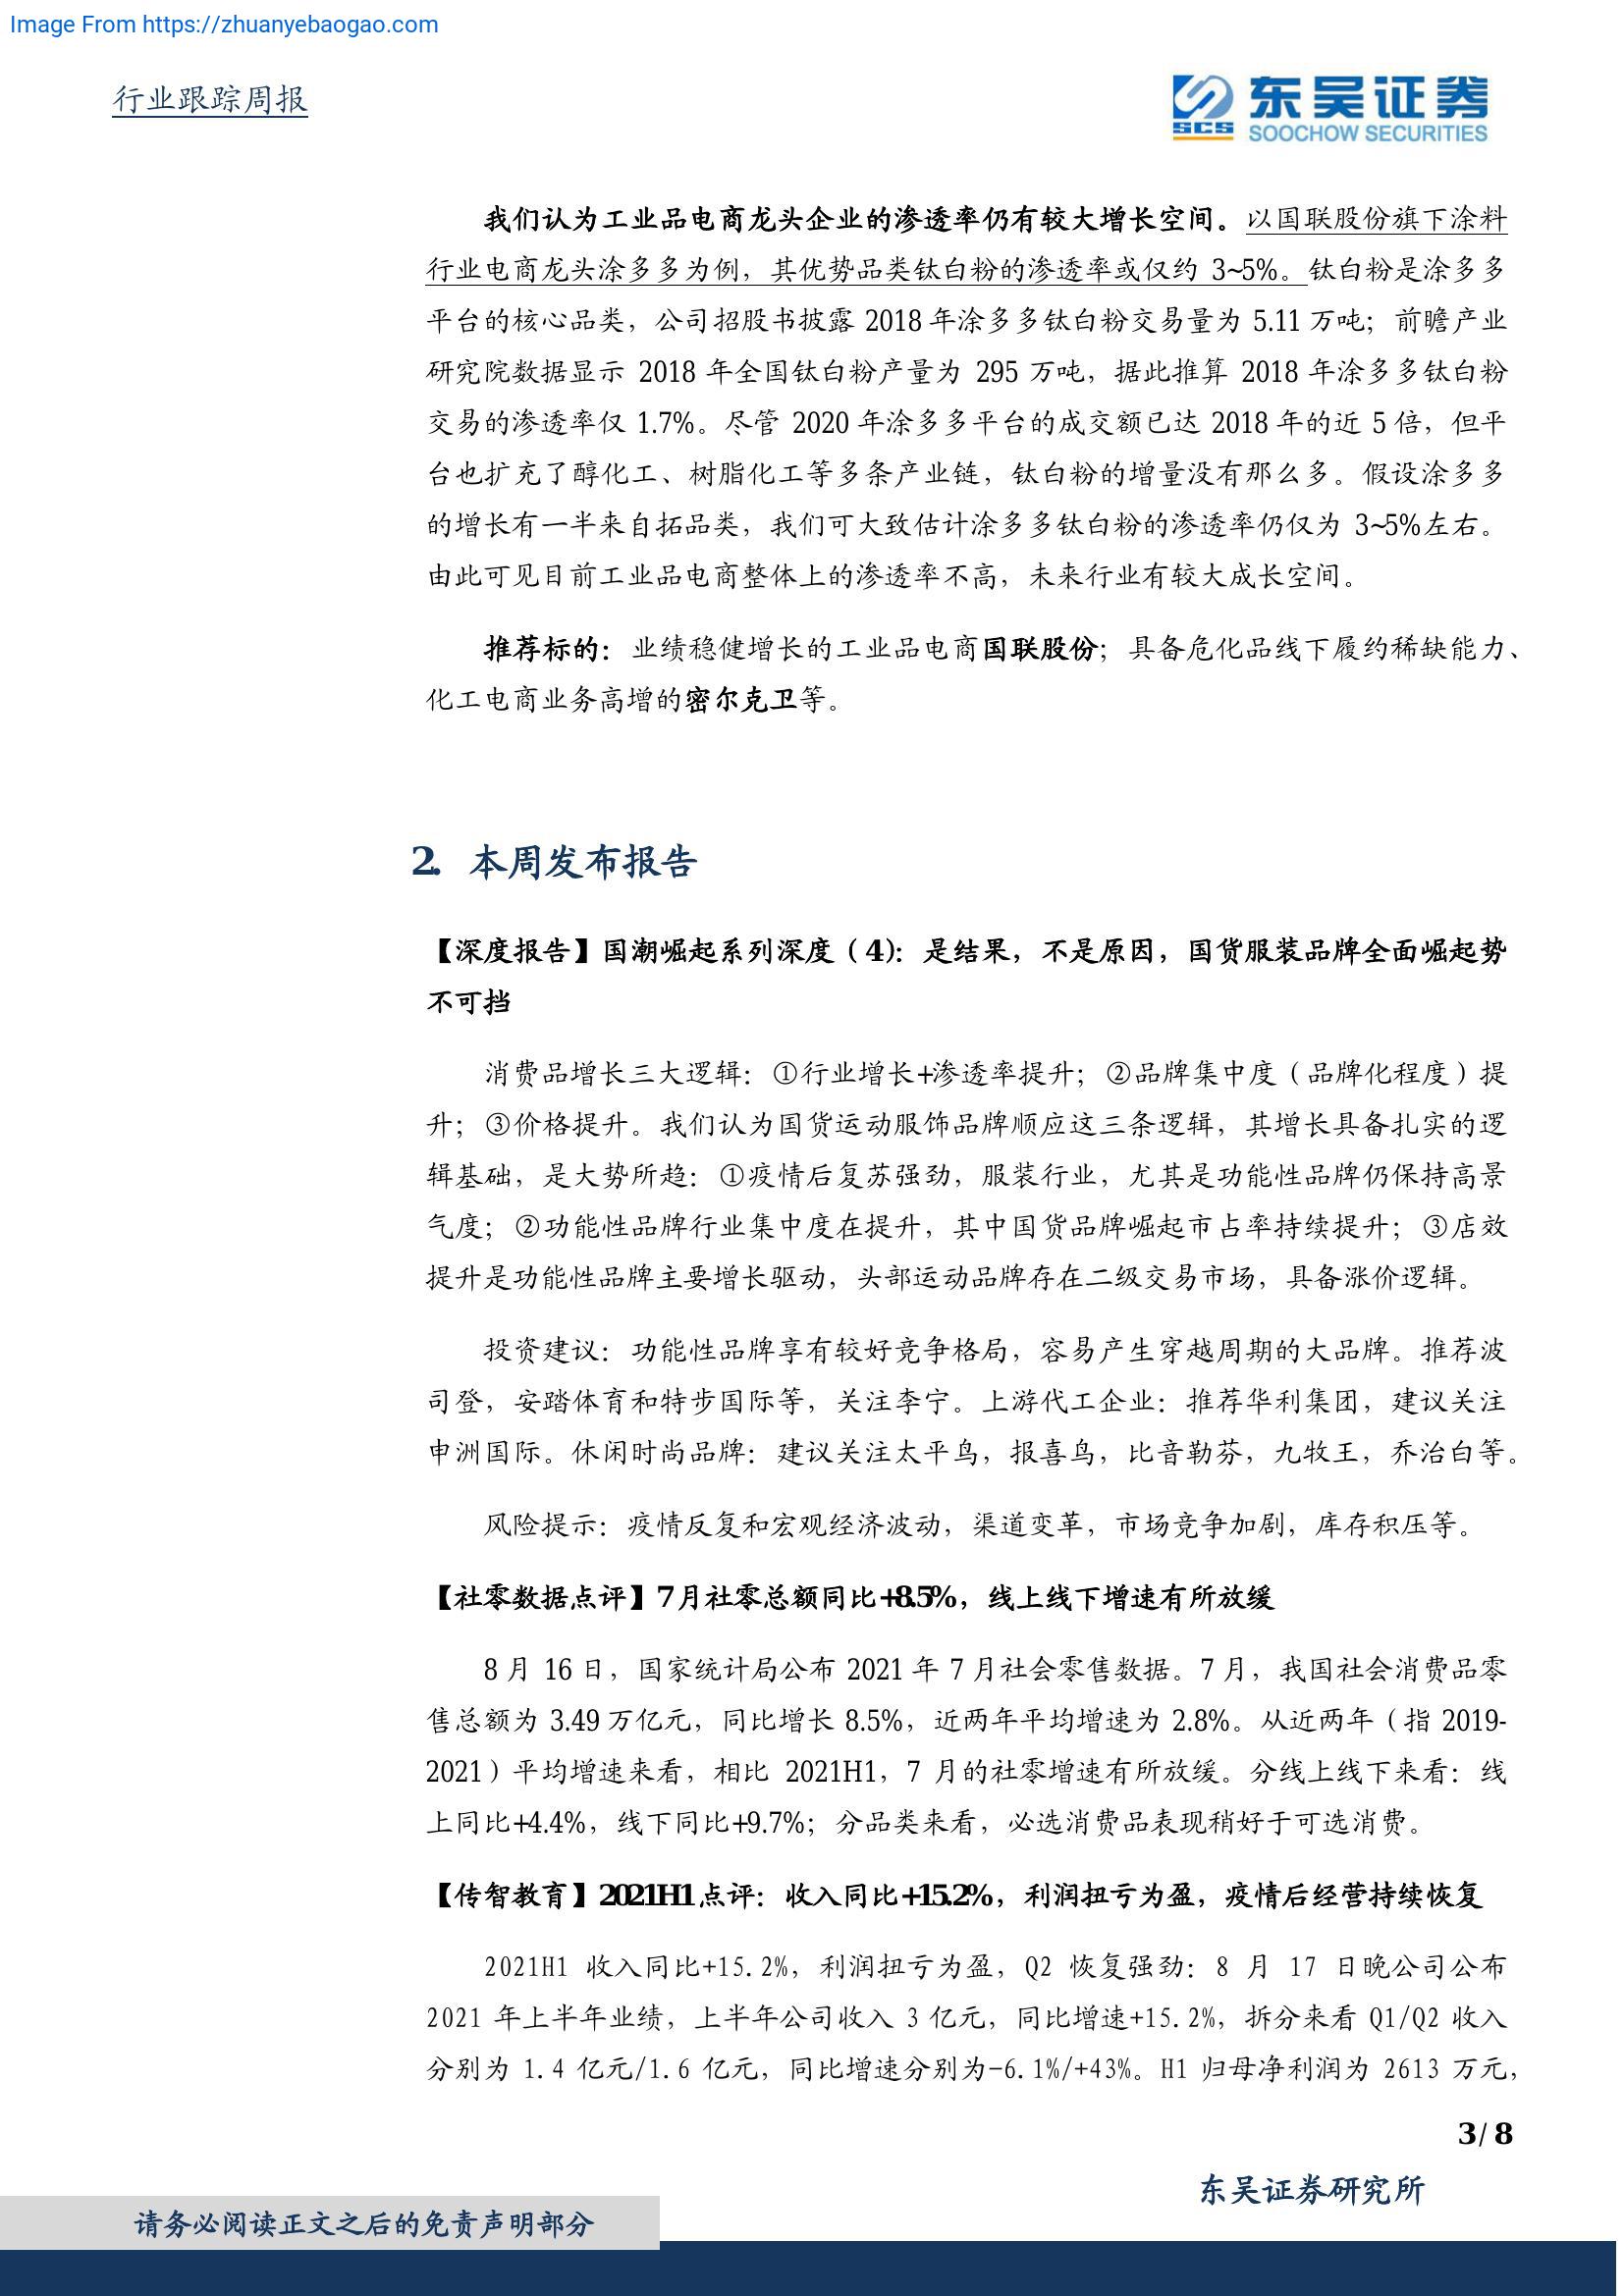 Image From https://zhuanyebaogao.com
行业跟踪周报
SCS 东吴证券
SOOCHOW SECURITIES
我们认为工业品电商龙头企业的渗透率仍有较大增长空间。以国联股份旗下涂料
行业电商龙头涂多多为例，其优势品类钛白粉的渗透率或仅约 3~5%。钛白粉是涂多多
平台的核心品类，公司招股书披露 2018 年涂多多钛白粉交易量为 5.11 万吨；前瞻产业
研究院数据显示 2018 年全国钛白粉产量为 295 万吨，据此推算 2018 年涂多多钛白粉
交易的渗透率仅 1.7%。尽管 2020 年涂多多平台的成交额已达 2018 年的近 5 倍，但平
台也扩充了醇化工、树脂化工等多条产业链，钛白粉的增量没有那么多。假设涂多多
的增长有一半来自拓品类，我们可大致估计涂多多钛白粉的渗透率仍仅为 3~5%左右。
由此可见目前工业品电商整体上的渗透率不高，未来行业有较大成长空间。
推荐标的：业绩稳健增长的工业品电商国联股份；具备危化品线下履约稀缺能力、
化工电商业务高增的密尔克卫等。
2. 本周发布报告
【深度报告】国潮崛起系列深度（4）：是结果，不是原因，国货服装品牌全面崛起势
不可挡
消费品增长三大逻辑：①行业增长+渗透率提升；②品牌集中度（品牌化程度）提
升；③价格提升。我们认为国货运动服饰品牌顺应这三条逻辑，其增长具备扎实的逻
辑基础，是大势所趋：①疫情后复苏强劲，服装行业，尤其是功能性品牌仍保持高景
气度；②功能性品牌行业集中度在提升，其中国货品牌崛起市占率持续提升；③店效
提升是功能性品牌主要增长驱动，头部运动品牌存在二级交易市场，具备涨价逻辑。
投资建议：功能性品牌享有较好竞争格局，容易产生穿越周期的大品牌。推荐波
司登，安踏体育和特步国际等，关注李宁。上游代工企业：推荐华利集团，建议关注
申洲国际。休闲时尚品牌：建议关注太平鸟，报喜鸟，比音勒芬，九牧王，乔治白等。
风险提示：疫情反复和宏观经济波动，渠道变革，市场竞争加剧，库存积压等。
【社零数据点评】7 月社零总额同比+8.5%，线上线下增速有所放缓
8 月 16 日，国家统计局公布 2021 年 7 月社会零售数据。7 月，我国社会消费品零
售总额为 3.49 万亿元，同比增长 8.5%，近两年平均增速为 2.8%。从近两年（指 2019-
2021）平均增速来看，相比 2021H1，7 月的社零增速有所放缓。分线上线下来看：线
上同比+4.4%，线下同比+9.7%；分品类来看，必选消费品表现稍好于可选消费。
【传智教育】2021H1 点评：收入同比+15.2%，利润扭亏为盈，疫情后经营持续恢复
2021H1 收入同比+15.2%，利润扭亏为盈，Q2 恢复强劲：8 月 17 日晚公司公布
2021 年上半年业绩，上半年公司收入 3 亿元，同比增速+15.2%，拆分来看 Q1/Q2 收入
分别为 1.4 亿元/1.6 亿元，同比增速分别为-6.1%/+43%。H1 归母净利润为 2613 万元，
3 / 8
东吴证券研究所
请务必阅读正文之后的免责声明部分